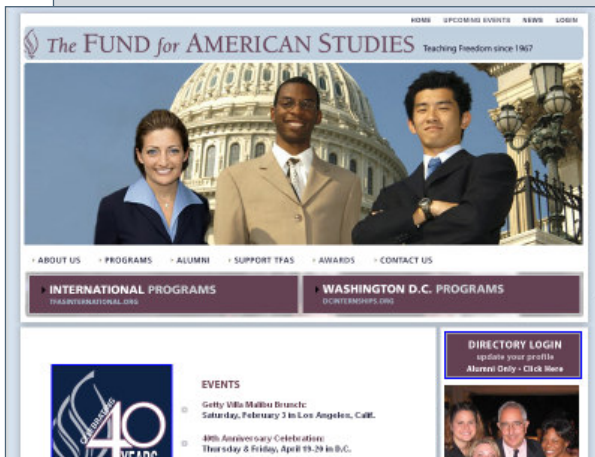 HOME UPCOMING EVENTS NEWS LOGIN
The FUND for AMERICAN STUDIES Teaching Freedom since 1967
ABOUT US PROGRAMS ALUMNI SUPPORT TFAS AWARDS CONTACT US
INTERNATIONAL PROGRAMS
TFASINTERNATIONAL.ORG
WASHINGTON D.C. PROGRAMS
DCINTERNSHIPS.ORG
DIRECTORY LOGIN
update your profile
Alumni Only • Click Here
CELEBRATING
40
YEARS
EVENTS
Getty Villa Malibu Brunch:
Saturday, February 3 in Los Angeles, Calif.
40th Anniversary Celebration:
Thursday & Friday, April 19-20 in D.C.